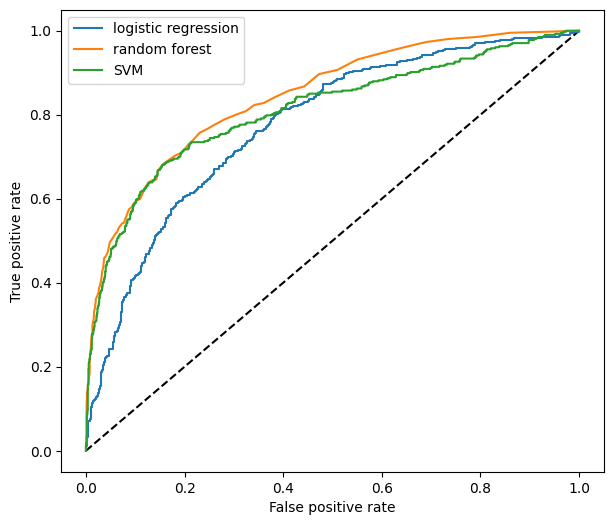 logistic regression
random forest
SVM
True positive rate
1.0
0.8
0.6
0.4
0.2
0.0
0.0 0.2 0.4 0.6 0.8 1.0
False positive rate